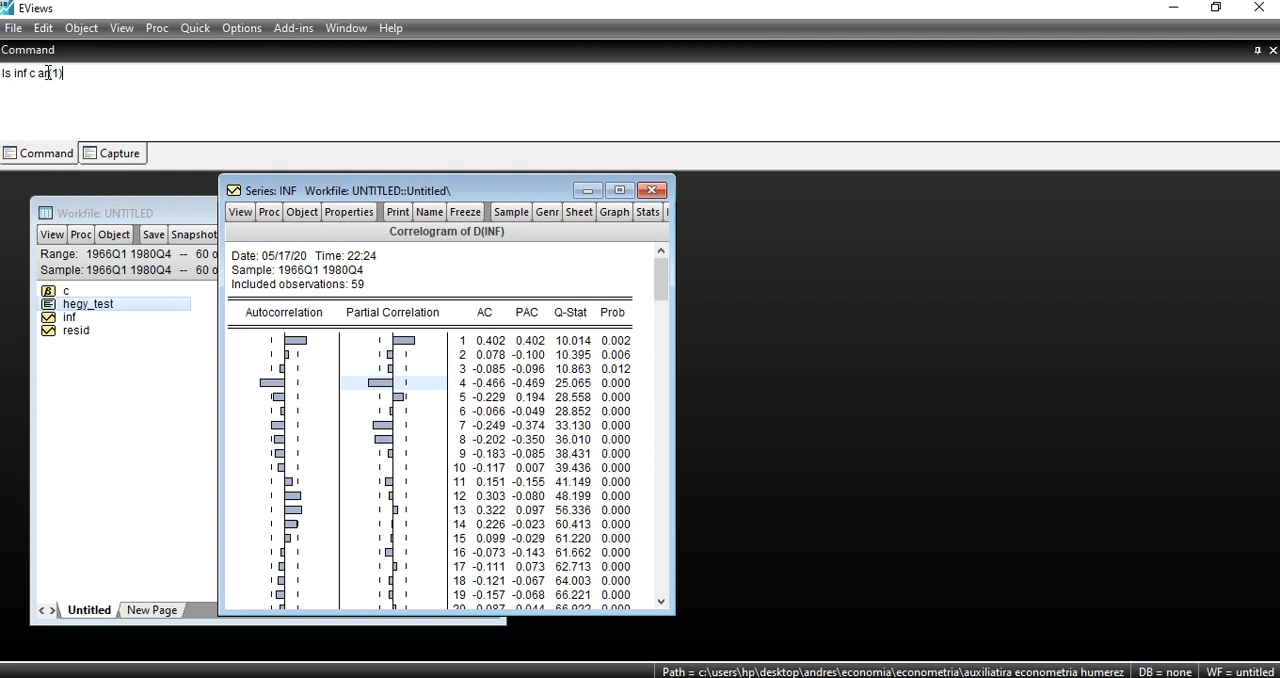 EViews
File Edit Object View Proc Quick Options Add-ins Window Help
Command
ls inf c ar(1)
Command Capture
Workfile: UNTITLED
View Proc Object Save Snapshot
Range: 1966Q1 1980Q4 -- 60 o
Sample: 1966Q1 1980Q4 -- 60 o
c
hegy_test
inf
resid
Untitled New Page
Series: INF Workfile: UNTITLED::Untitled\
View Proc Object Properties Print Name Freeze Sample Genr Sheet Graph Stats
Correlogram of D(INF)
Date: 05/17/20 Time: 22:24
Sample: 1966Q1 1980Q4
Included observations: 59
Autocorrelation Partial Correlation AC PAC Q-Stat Prob
1 0.402 0.402 10.014 0.002
2 0.078 -0.100 10.395 0.006
3 -0.085 -0.096 10.863 0.012
4 -0.466 -0.469 25.065 0.000
5 -0.229 0.194 28.558 0.000
6 -0.066 -0.049 28.852 0.000
7 -0.249 -0.374 33.130 0.000
8 -0.202 -0.350 36.010 0.000
9 -0.183 -0.085 38.431 0.000
10 -0.117 0.007 39.436 0.000
11 0.151 -0.155 41.149 0.000
12 0.303 -0.080 48.199 0.000
13 0.322 0.097 56.336 0.000
14 0.226 -0.023 60.413 0.000
15 0.099 -0.029 61.220 0.000
16 -0.073 -0.143 61.662 0.000
17 -0.111 0.073 62.713 0.000
18 -0.121 -0.067 64.003 0.000
19 -0.157 -0.068 66.221 0.000
Path = c:\users\hp\desktop\andres\economia\econometria\auxiliatira econometria humerez DB = none WF = untitled